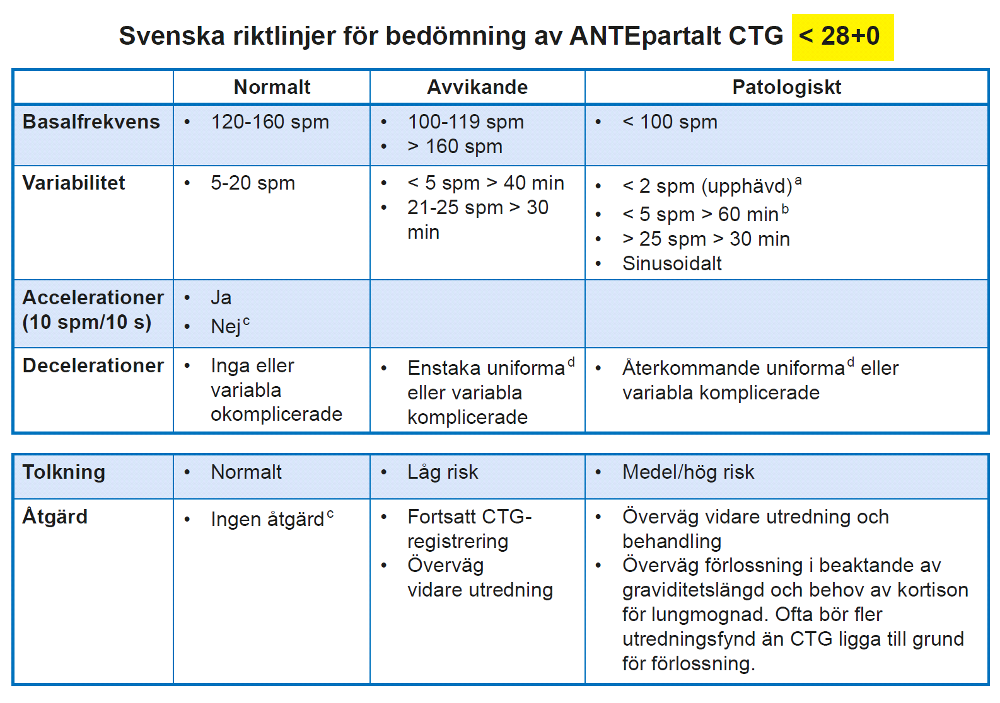 Svenska riktlinjer för bedömning av ANTEpartalt CTG < 28+0
Normalt
Avvikande
Patologiskt
Basalfrekvens
• 120-160 spm
• 100-119 spm
• > 160 spm
• < 100 spm
Variabilitet
• 5-20 spm
• < 5 spm > 40 min
• 21-25 spm > 30
min
• < 2 spm (upphävd)a
• < 5 spm > 60 minb
• > 25 spm > 30 min
• Sinusoidalt
Accelerationer
(10 spm/10 s)
• Ja
• Nejc
Decelerationer
• Inga eller
variabla
okomplicerade
• Enstaka uniformad
eller variabla
komplicerade
• Återkommande uniformad eller
variabla komplicerade
Tolkning
• Normalt
• Låg risk
• Medel/hög risk
Åtgärd
• Ingen åtgärdc
• Fortsatt CTG-
registrering
• Överväg
vidare utredning
• Överväg vidare utredning och
behandling
• Överväg förlossning i beaktande av
graviditetslängd och behov av kortison
för lungmognad. Ofta bör fler
utredningsfynd än CTG ligga till grund
för förlossning.